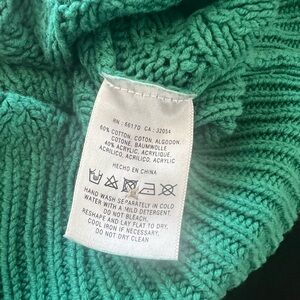 RN : 66170 CA : 32054
60% COTTON, COTON, ALGODON,
COTONE, BAUMWOLLE
40% ACRYLIC, ACRYLIQUE,
ACRILICO, ACRILICO, ACRYLIC
HECHO EN CHINA
HAND WASH SEPARATELY IN COLD
WATER WITH A MILD DETERGENT.
DO NOT BLEACH.
RESHAPE AND LAY FLAT TO DRY.
COOL IRON IF NECESSARY.
DO NOT DRY CLEAN